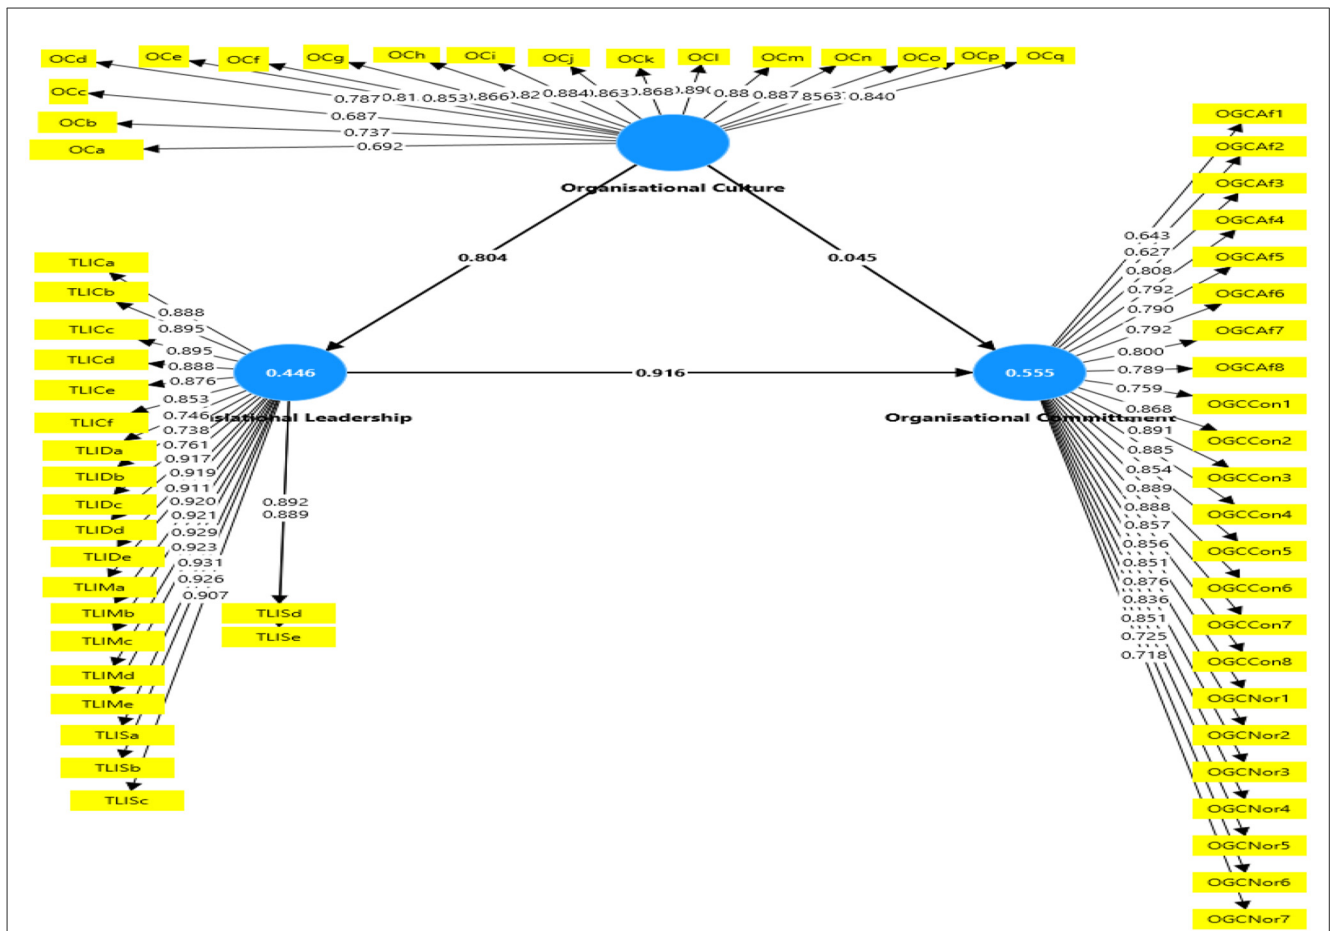 OCd
OCe
OCf
OCg
OCh
OCi
OCj
OCk
OCl
OCm
OCn
OCo
OCp
OCq
OCc
OCb
OCa
0.787
0.853
0.868
0.887
0.840
0.687
0.737
0.692
Organisational Culture
0.804
0.045
TLICa
TLICb
TLICc
TLICd
TLICe
TLICf
TLIDa
TLIDb
TLIDc
TLIDd
TLIDe
TLIMa
TLIMb
TLIMc
TLIMd
TLIMe
TLISa
TLISb
TLISc
0.888
0.895
0.895
0.888
0.876
0.853
0.746
0.738
0.761
0.917
0.919
0.911
0.920
0.921
0.929
0.923
0.931
0.926
0.907
0.446
Leadership
0.892
0.889
TLISd
TLISe
0.916
0.555
Organisational Committment
0.643
0.627
0.808
0.792
0.790
0.792
0.800
0.789
0.759
0.868
0.891
0.885
0.854
0.889
0.888
0.857
0.856
0.851
0.876
0.836
0.851
0.725
0.718
OGCAf1
OGCAf2
OGCAf3
OGCAf4
OGCAf5
OGCAf6
OGCAf7
OGCAf8
OGCCon1
OGCCon2
OGCCon3
OGCCon4
OGCCon5
OGCCon6
OGCCon7
OGCCon8
OGCNor1
OGCNor2
OGCNor3
OGCNor4
OGCNor5
OGCNor6
OGCNor7